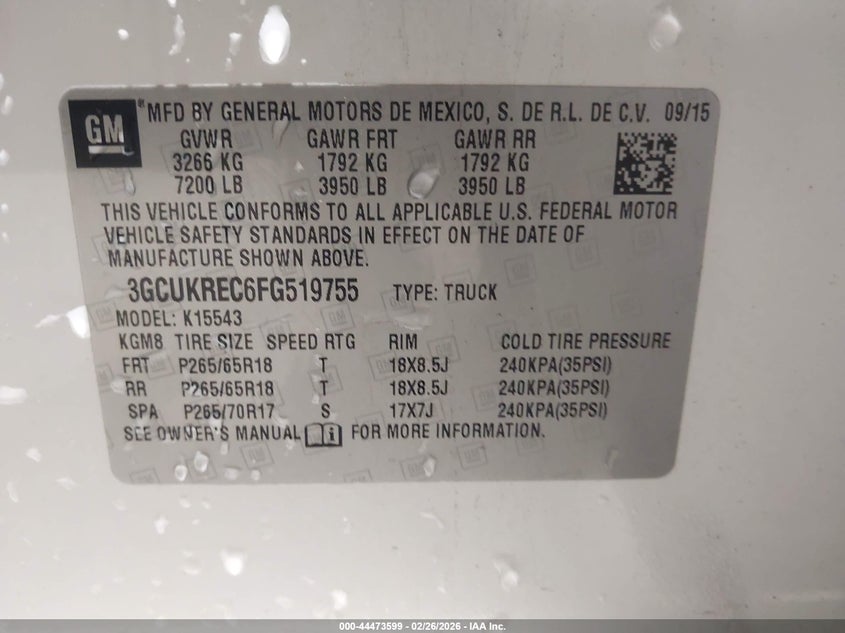 GM ® MFD BY GENERAL MOTORS DE MEXICO, S. DE R.L. DE C.V. 09/15
GVWR GAWR FRT GAWR RR
3266 KG 1792 KG 1792 KG
7200 LB 3950 LB 3950 LB
THIS VEHICLE CONFORMS TO ALL APPLICABLE U.S. FEDERAL MOTOR
VEHICLE SAFETY STANDARDS IN EFFECT ON THE DATE OF
MANUFACTURE SHOWN ABOVE.
3GCUKREC6FG519755 TYPE: TRUCK
MODEL: K15543
KGM8 TIRE SIZE SPEED RTG RIM COLD TIRE PRESSURE
FRT P265/65R18 T 18X8.5J 240KPA(35PSI)
RR P265/65R18 T 18X8.5J 240KPA(35PSI)
SPA P265/70R17 S 17X7J 240KPA(35PSI)
SEE OWNER'S MANUAL FOR MORE INFORMATION.
000-44473599 | 02/26/2026 - IAA Inc.